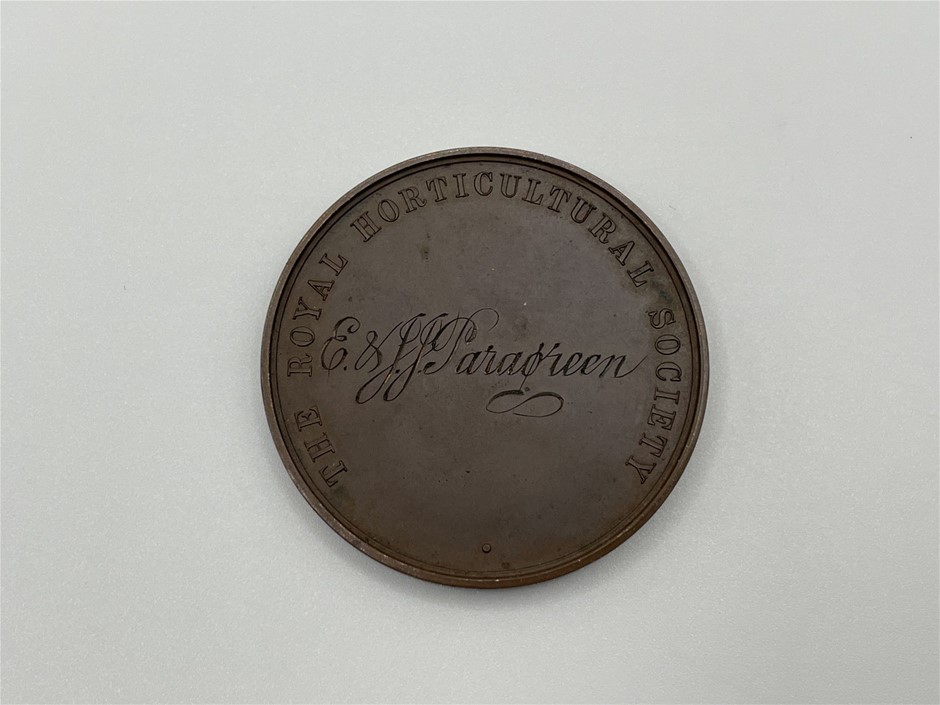 THE ROYAL HORTICULTURAL SOCIETY
E. & J. J. Paragreen